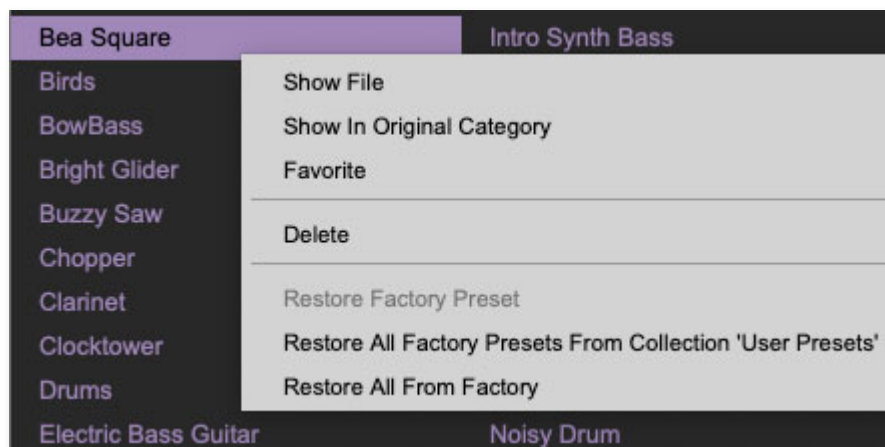 Bea Square
Intro Synth Bass
Birds
BowBass
Bright Glider
Buzzy Saw
Chopper
Clarinet
Clocktower
Drums
Electric Bass Guitar
Noisy Drum
Show File
Show In Original Category
Favorite
Delete
Restore Factory Preset
Restore All Factory Presets From Collection 'User Presets'
Restore All From Factory